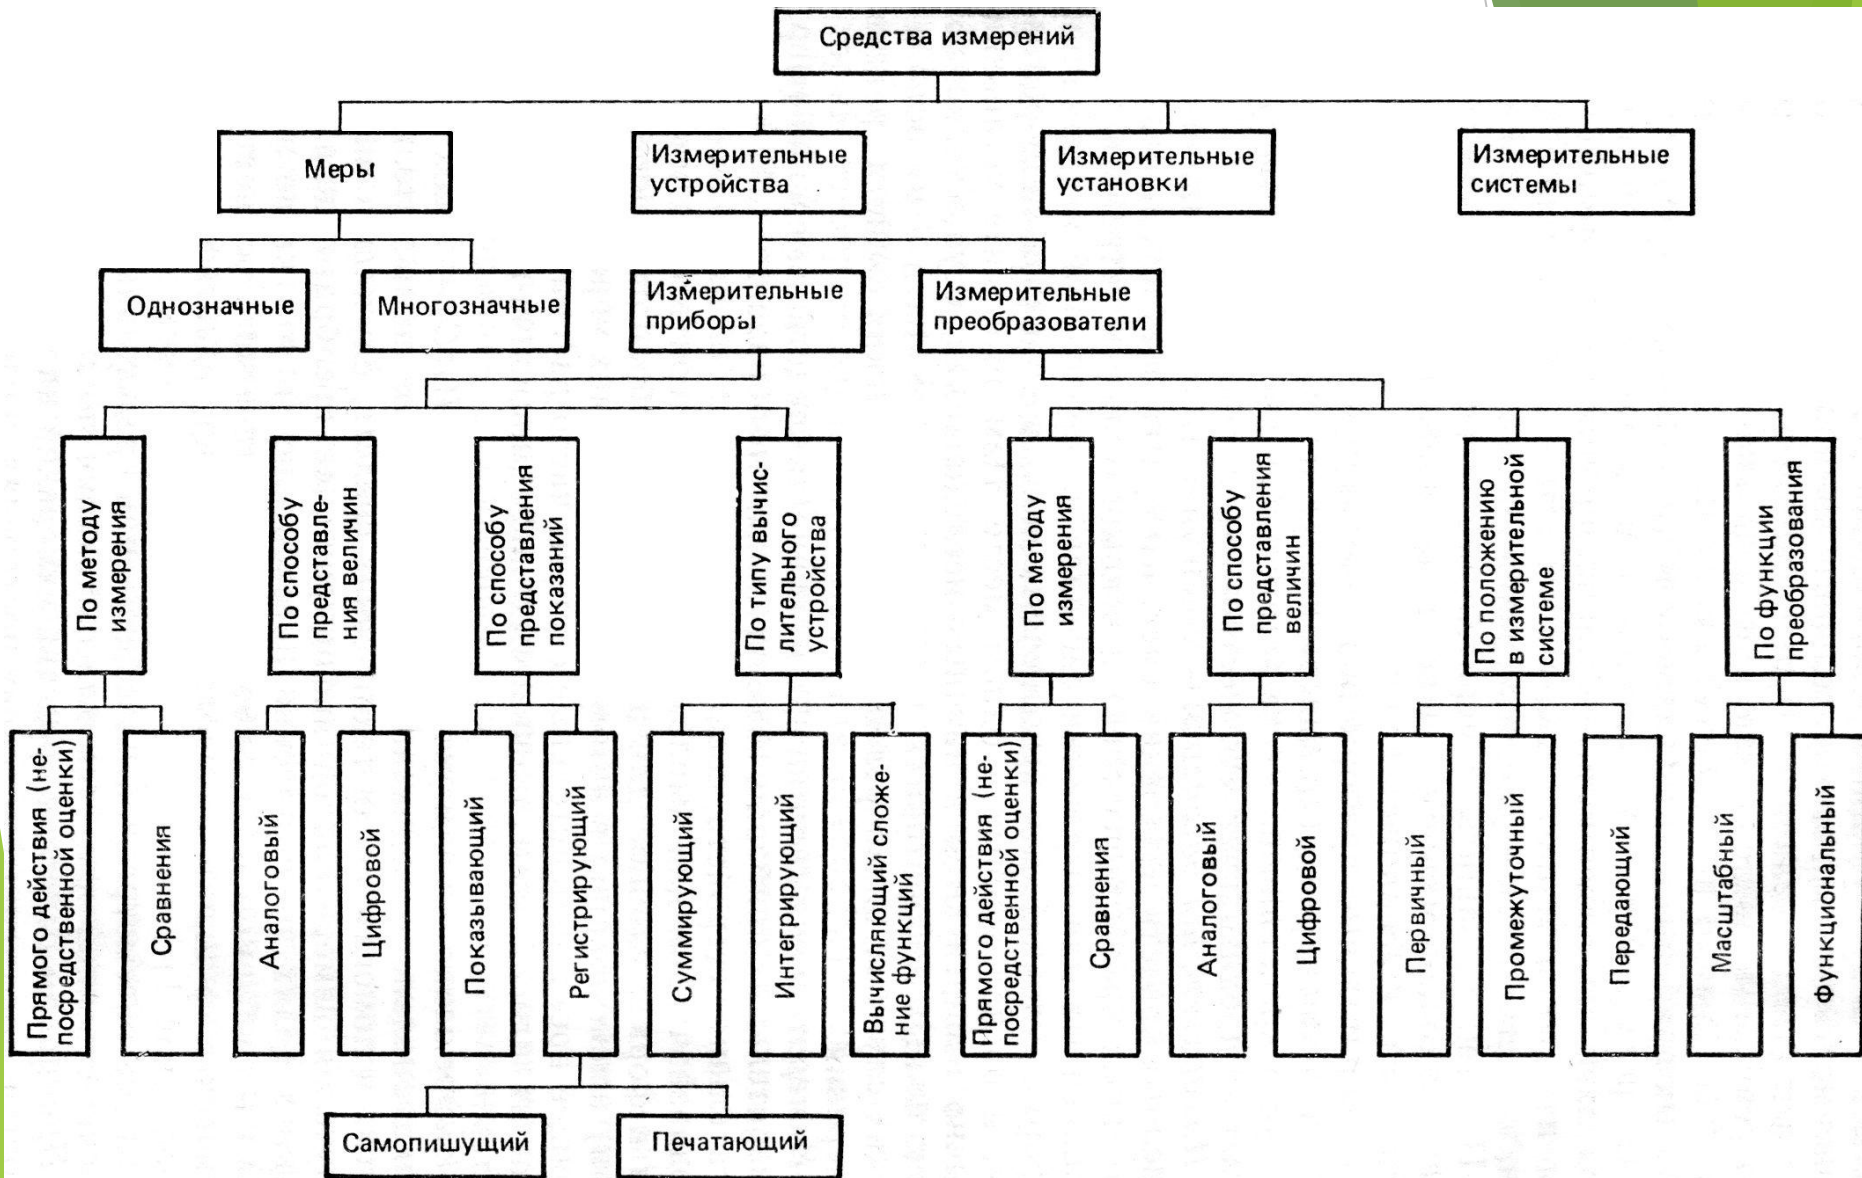 Средства измерений
Меры
Измерительные
устройства
Измерительные
установки
Измерительные
системы
Однозначные
Многозначные
Измерительные
приборы
Измерительные
преобразователи
По методу
измерения
По способу
представле-
ния величин
По способу
представления
показаний
По типу вычис-
лительного
устройства
По методу
измерения
По способу
представления
величин
По положению
в измерительной
системе
По функции
преобразования
Прямого действия (не-
посредственной оценки)
Сравнения
Аналоговый
Цифровой
Показывающий
Регистрирующий
Суммирующий
Интегрирующий
Вычисляющий сложе-
ние функций
Прямого действия (не-
посредственной оценки)
Сравнения
Аналоговый
Цифровой
Первичный
Промежуточный
Передающий
Масштабный
Функциональный
Самопишущий
Печатающий